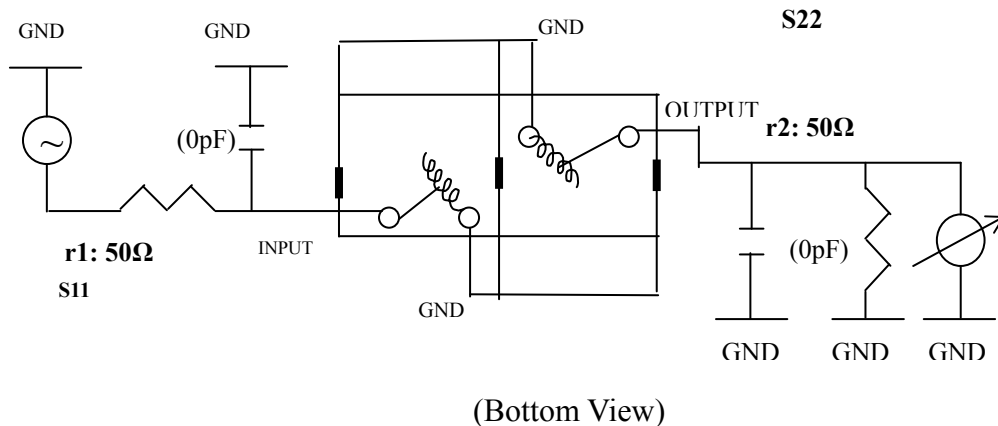 S22
GND
GND
GND
OUTPUT
r2: 50Ω
(0pF)
(0pF)
INPUT
r1: 50Ω
S11
GND
GND
GND
GND
(Bottom View)